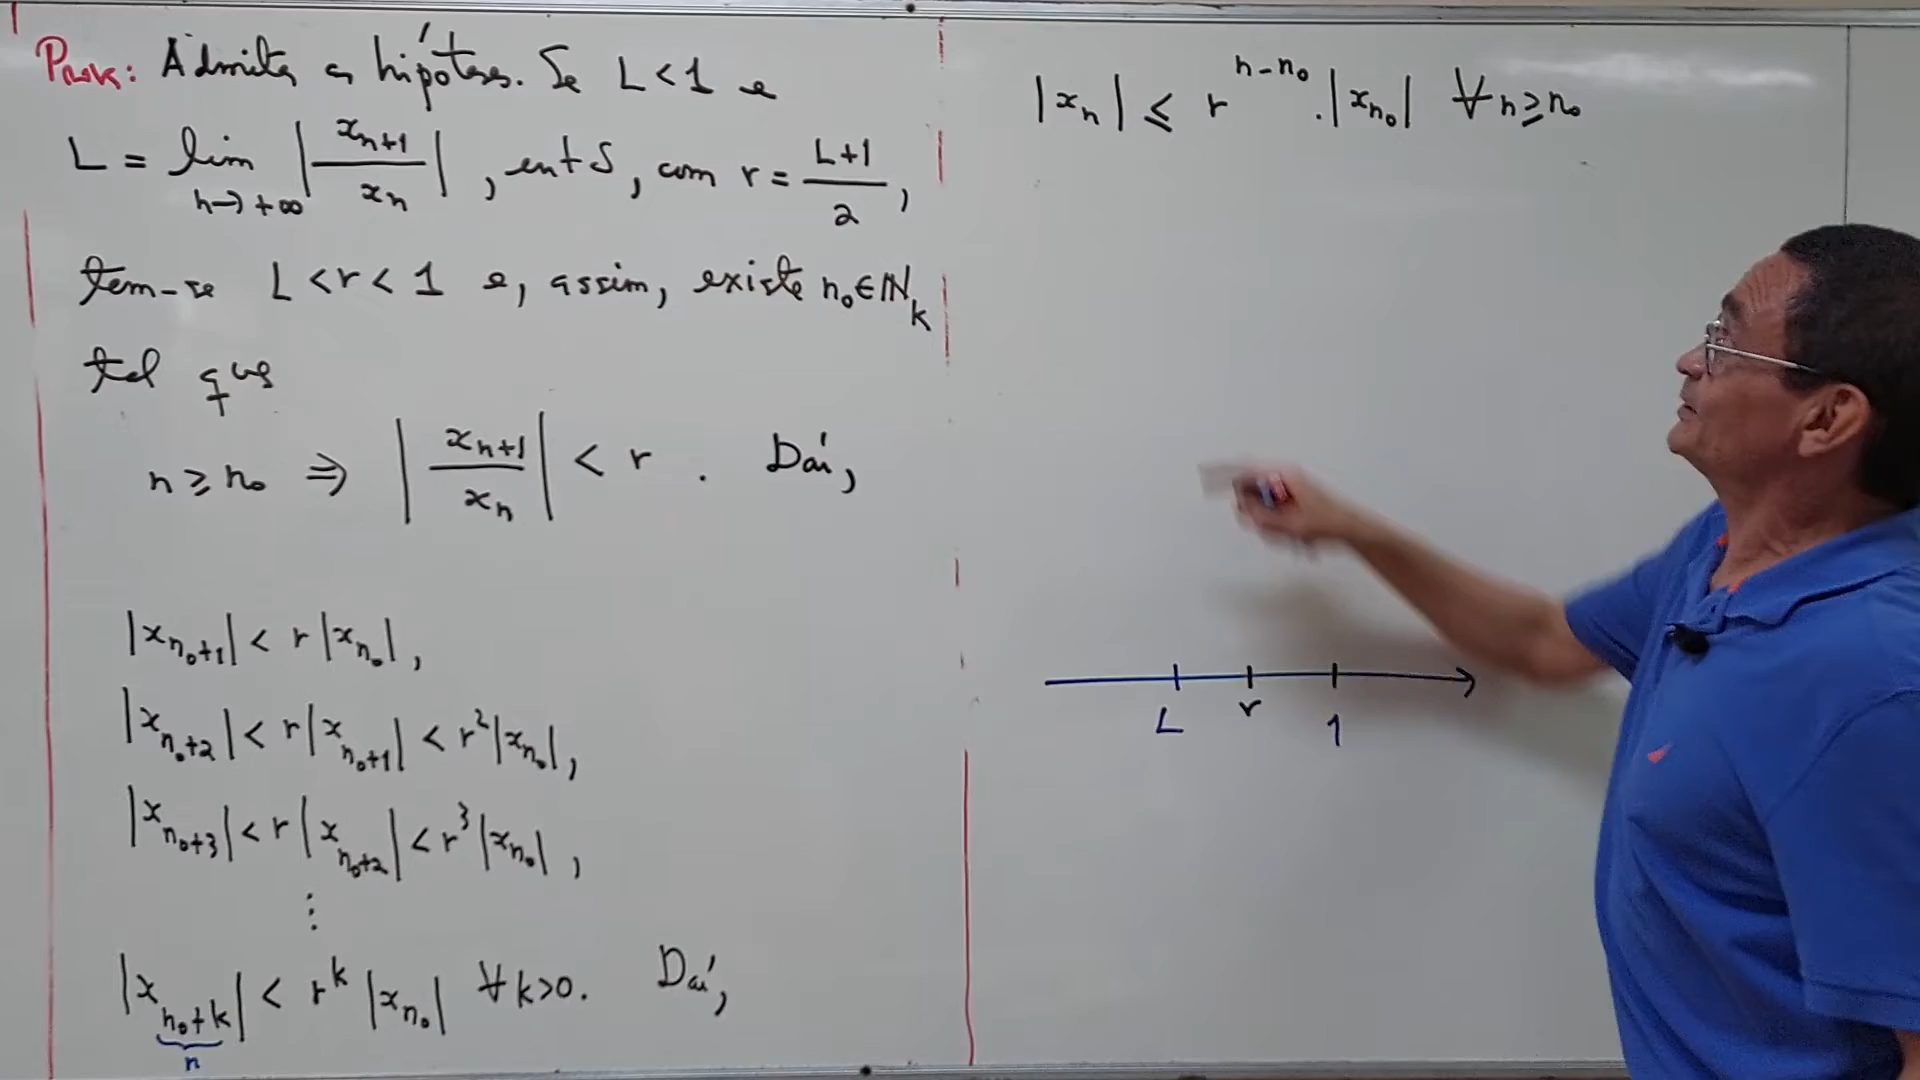 Prova: Admita as hipóteses. Se L < 1 e
L = lim n→+∞ |x_{n+1} / x_n| , então, com r = (L+1)/2 ,
tem-se L < r < 1 e, assim, existe n₀ ∈ ℕ_k
tal que
n ≥ n₀ ⇒ |x_{n+1} / x_n| < r . Daí,
|x_{n₀+1}| < r |x_{n₀}| ,
|x_{n₀+2}| < r |x_{n₀+1}| < r² |x_{n₀}| ,
|x_{n₀+3}| < r |x_{n₀+2}| < r³ |x_{n₀}| ,
⋮
|x_{n₀+k}| < r^k |x_{n₀}| ∀ k > 0. Daí,
n
|x_n| ≤ r^{n-n₀} . |x_{n₀}| ∀ n ≥ n₀
L r 1